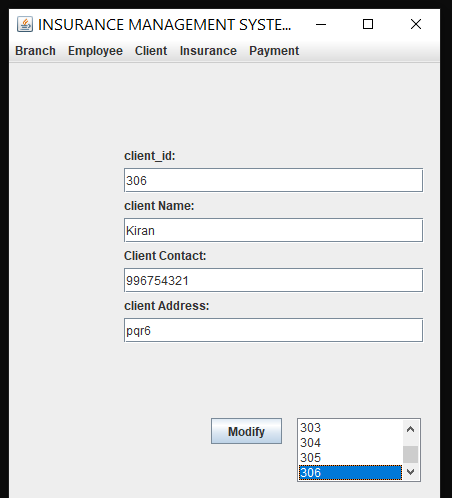 INSURANCE MANAGEMENT SYSTE...
Branch Employee Client Insurance Payment
client_id:
306
client Name:
Kiran
Client Contact:
996754321
client Address:
pqr6
Modify
303
304
305
306